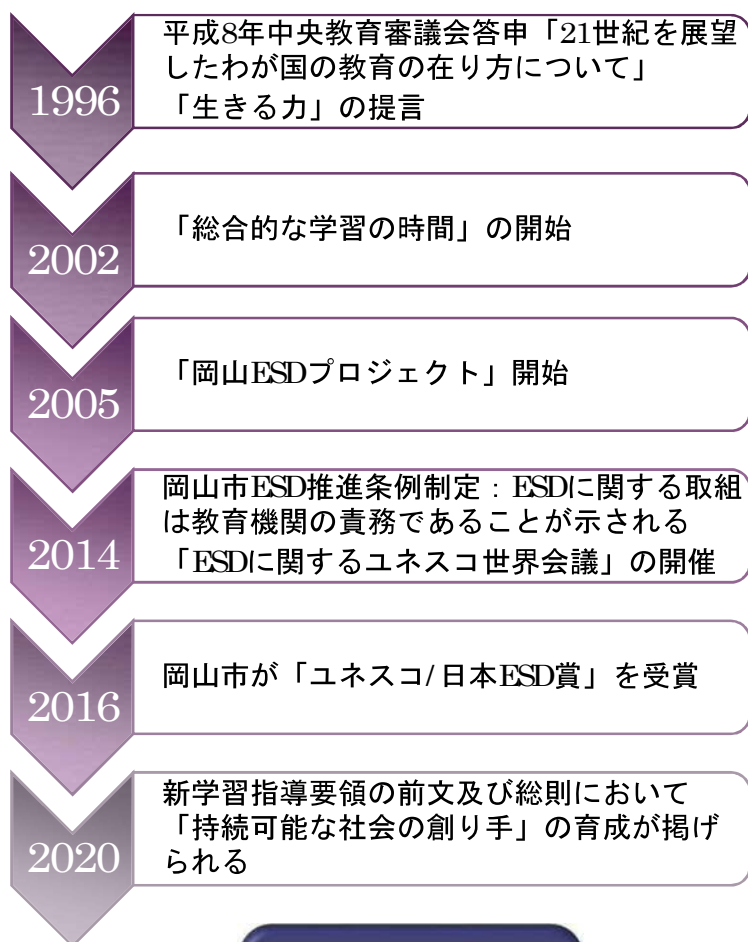 1996
平成8年中央教育審議会答申「21世紀を展望
したわが国の教育の在り方について」
「生きる力」の提言
2002
「総合的な学習の時間」の開始
2005
「岡山ESDプロジェクト」開始
2014
岡山市ESD推進条例制定：ESDに関する取組
は教育機関の責務であることが示される
「ESDに関するユネスコ世界会議」の開催
2016
岡山市が「ユネスコ/日本ESD賞」を受賞
2020
新学習指導要領の前文及び総則において
「持続可能な社会の創り手」の育成が掲げ
られる